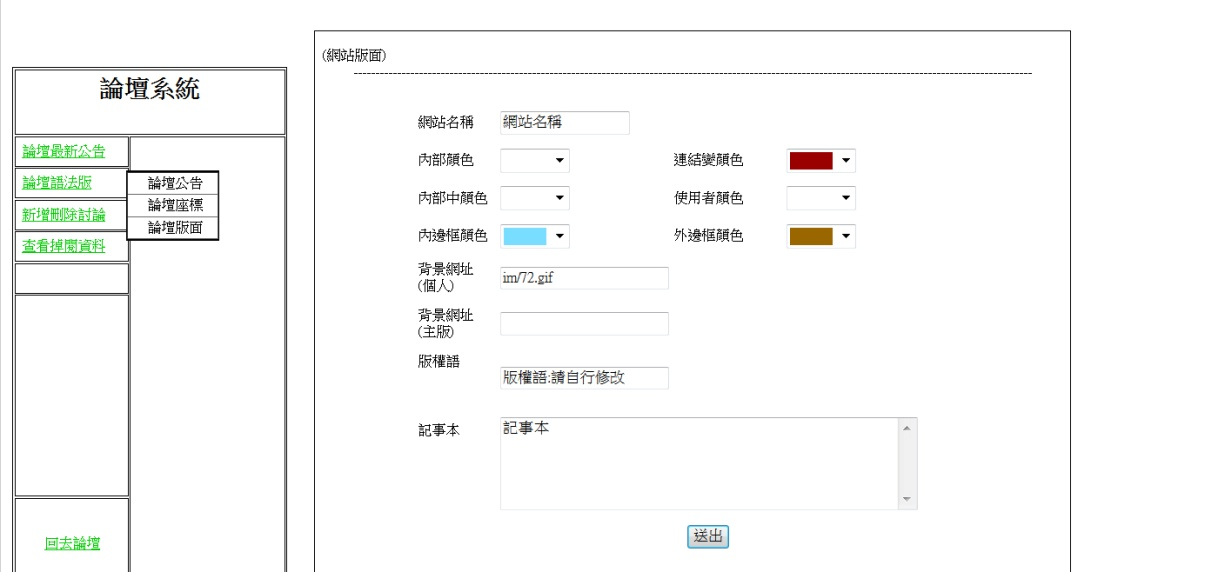 (網站版面)
論壇系統
論壇最新公告
論壇語法版
新增刪除討論
查看掉閱資料
回去論壇
論壇公告
論壇座標
論壇版面
網站名稱 網站名稱
內部顏色 連結變顏色
內部中顏色 使用者顏色
內邊框顏色 外邊框顏色
背景網址
(個人) im/72.gif
背景網址
(主版)
版權語
版權語:請自行修改
記事本 記事本
送出